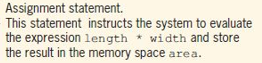 Assignment statement.
This statement instructs the system to evaluate
the expression length * width and store
the result in the memory space area.